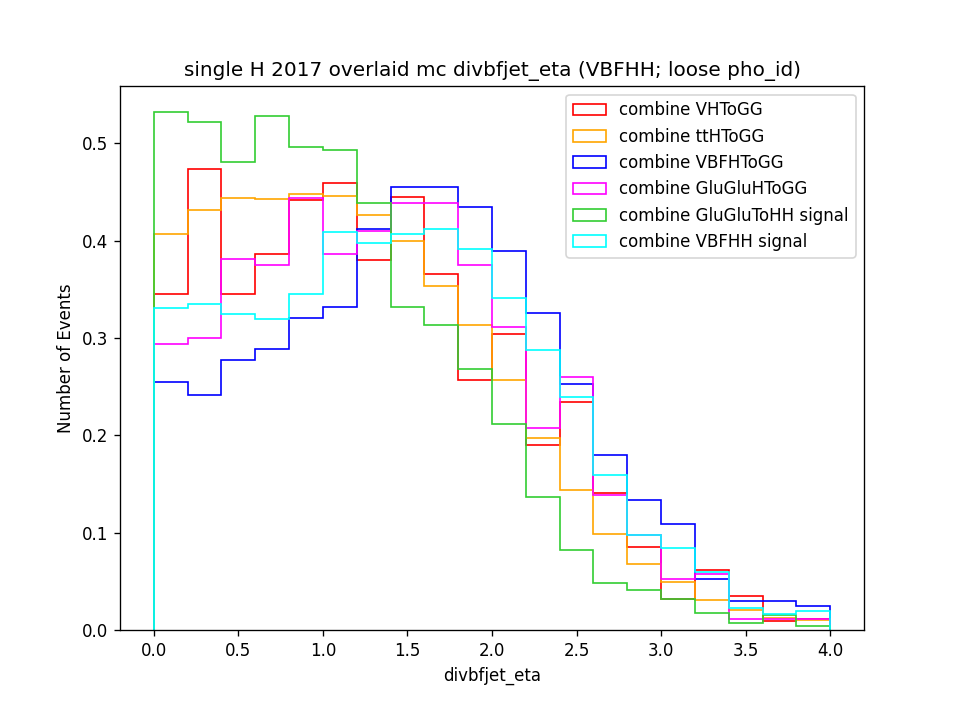 single H 2017 overlaid mc divbfjet_eta (VBFHH; loose pho_id)
combine VHToGG
combine ttHToGG
combine VBFHToGG
combine GluGluHToGG
combine GluGluToHH signal
combine VBFHH signal
Number of Events
0.5
0.4
0.3
0.2
0.1
0.0
0.0 0.5 1.0 1.5 2.0 2.5 3.0 3.5 4.0
divbfjet_eta